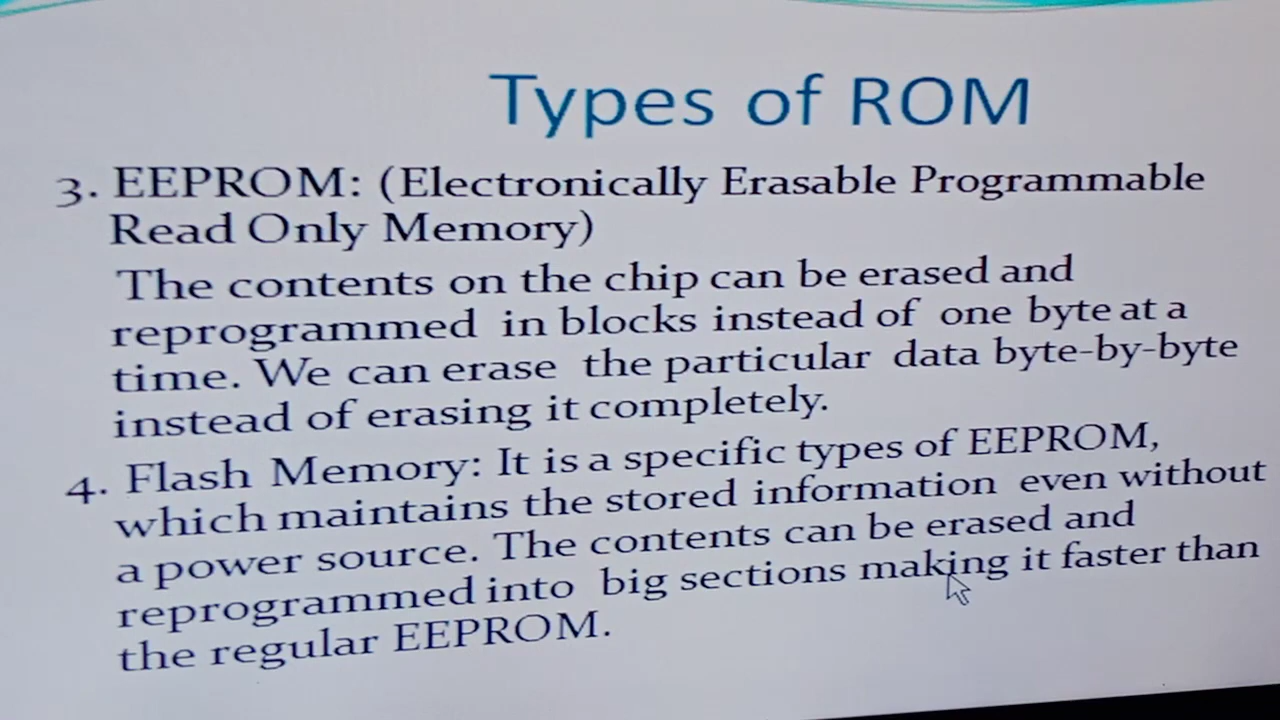 Types of ROM
3. EEPROM: (Electronically Erasable Programmable
Read Only Memory)
The contents on the chip can be erased and
reprogrammed in blocks instead of one byte at a
time. We can erase the particular data byte-by-byte
instead of erasing it completely.
4. Flash Memory: It is a specific types of EEPROM,
which maintains the stored information even without
a power source. The contents can be erased and
reprogrammed into big sections making it faster than
the regular EEPROM.